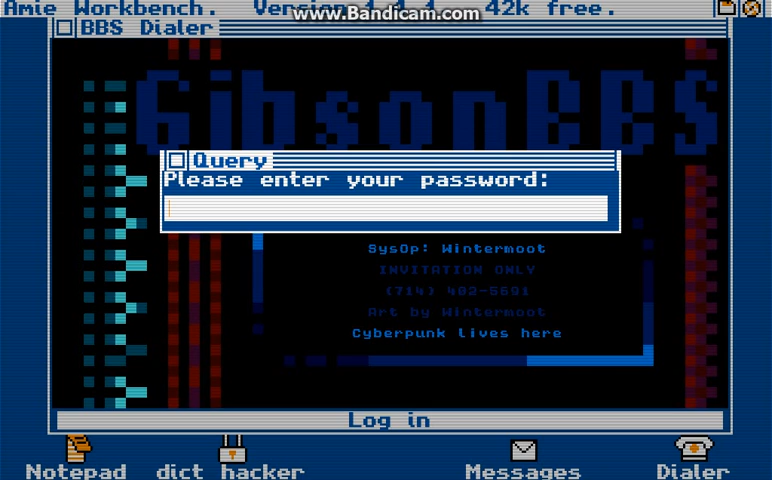 Amie Workbench. Version 1.1.1 42k free.
www.Bandicam.com
BBS Dialer
GibsonBBS
Query
Please enter your password:
SysOp: Wintermoot
INVITATION ONLY
(714) 402-5691
Art by Wintermoot
Cyberpunk lives here
Log in
Notepad dict hacker Messages Dialer